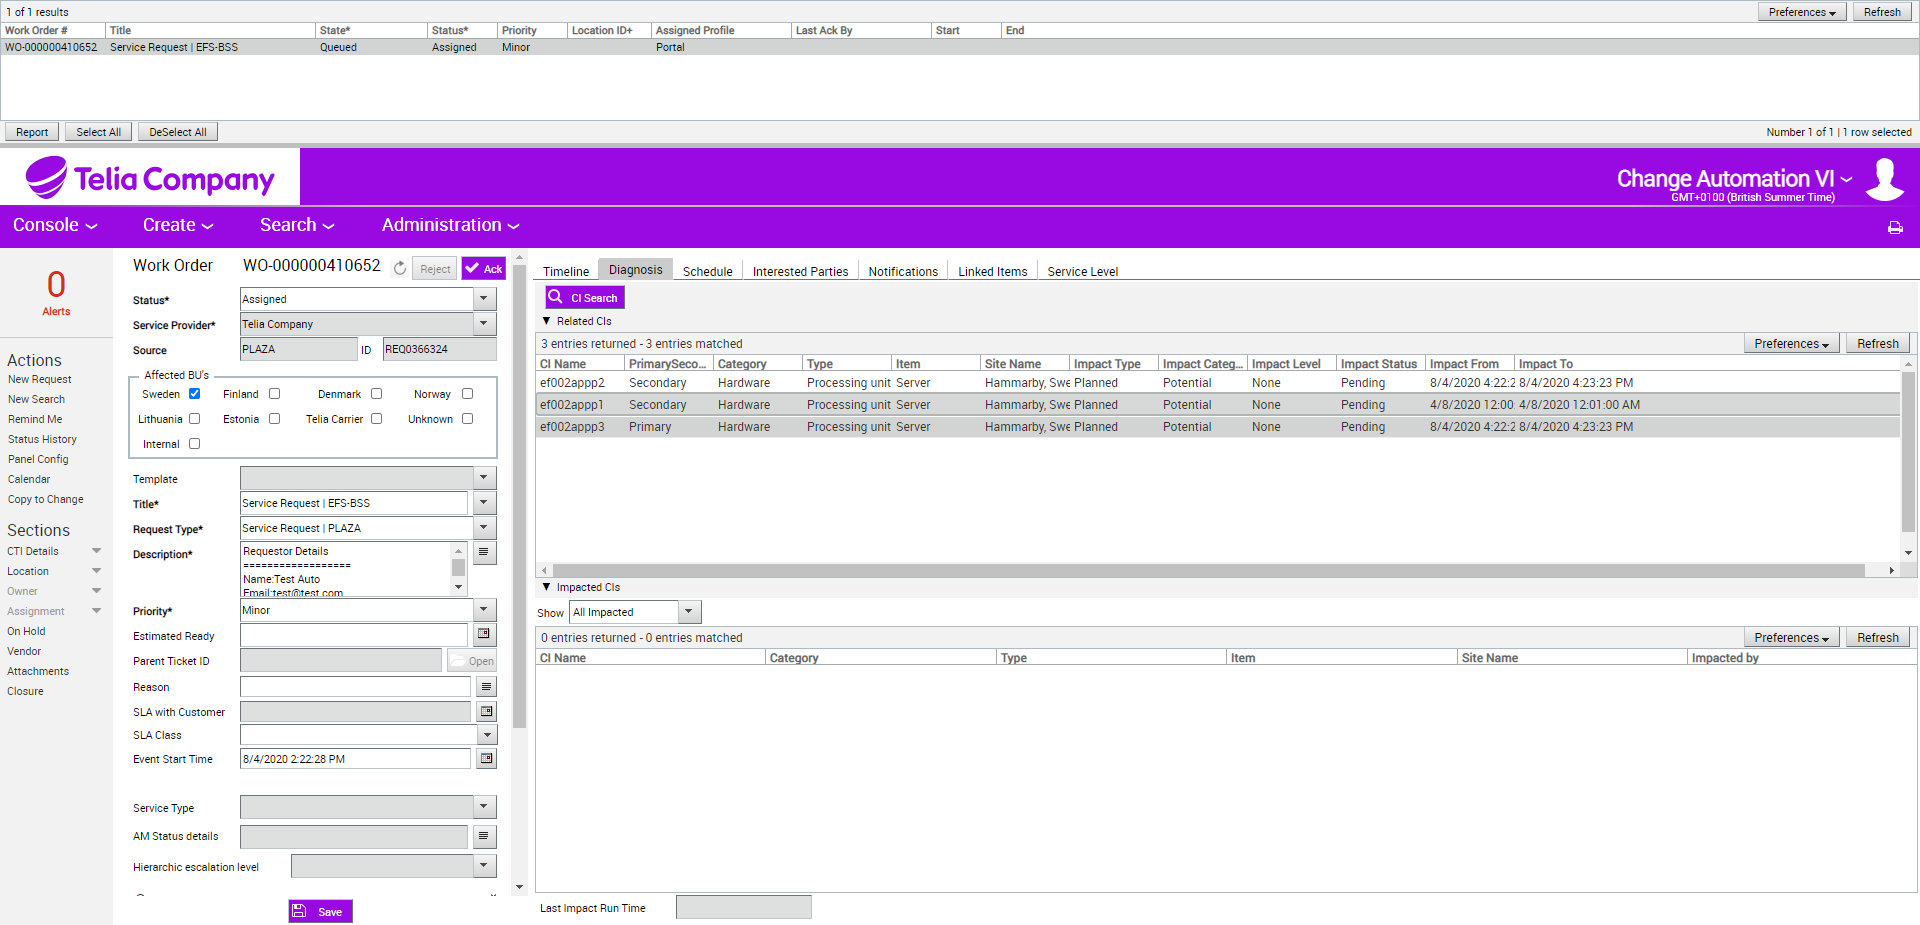 1 of 1 results
Preferences Refresh
Work Order # Title State* Status* Priority Location ID+ Assigned Profile Last Ack By Start End
WO-000000410652 Service Request | EFS-BSS Queued Assigned Minor Portal
Report Select All DeSelect All
Number 1 of 1 | 1 row selected
Telia Company
Change Automation VI
GMT+0100 (British Summer Time)
Console Create Search Administration
0
Alerts
Actions
New Request
New Search
Remind Me
Status History
Panel Config
Calendar
Copy to Change
Sections
CTI Details
Location
Owner
Assignment
On Hold
Vendor
Attachments
Closure
Work Order WO-000000410652 Reject Ack
Status* Assigned
Service Provider* Telia Company
Source PLAZA ID REQ0366324
Affected BU's
Sweden Finland Denmark Norway
Lithuania Estonia Telia Carrier Unknown
Internal
Template
Title* Service Request | EFS-BSS
Request Type* Service Request | PLAZA
Description* Requestor Details
==================
Name:Test Auto
Email:test@test.com
Priority* Minor
Estimated Ready
Parent Ticket ID Open
Reason
SLA with Customer
SLA Class
Event Start Time 8/4/2020 2:22:28 PM
Service Type
AM Status details
Hierarchic escalation level
Save
Timeline Diagnosis Schedule Interested Parties Notifications Linked Items Service Level
CI Search
Related CIs
3 entries returned - 3 entries matched
Preferences Refresh
CI Name PrimarySeco... Category Type Item Site Name Impact Type Impact Categ... Impact Level Impact Status Impact From Impact To
ef002appp2 Secondary Hardware Processing unit Server Hammarby, Swe Planned Potential None Pending 8/4/2020 4:22:2 8/4/2020 4:23:23 PM
ef002appp1 Secondary Hardware Processing unit Server Hammarby, Swe Planned Potential None Pending 4/8/2020 12:00: 4/8/2020 12:01:00 AM
ef002appp3 Primary Hardware Processing unit Server Hammarby, Swe Planned Potential None Pending 8/4/2020 4:22:2 8/4/2020 4:23:23 PM
Impacted CIs
Show All Impacted
0 entries returned - 0 entries matched
Preferences Refresh
CI Name Category Type Item Site Name Impacted by
Last Impact Run Time